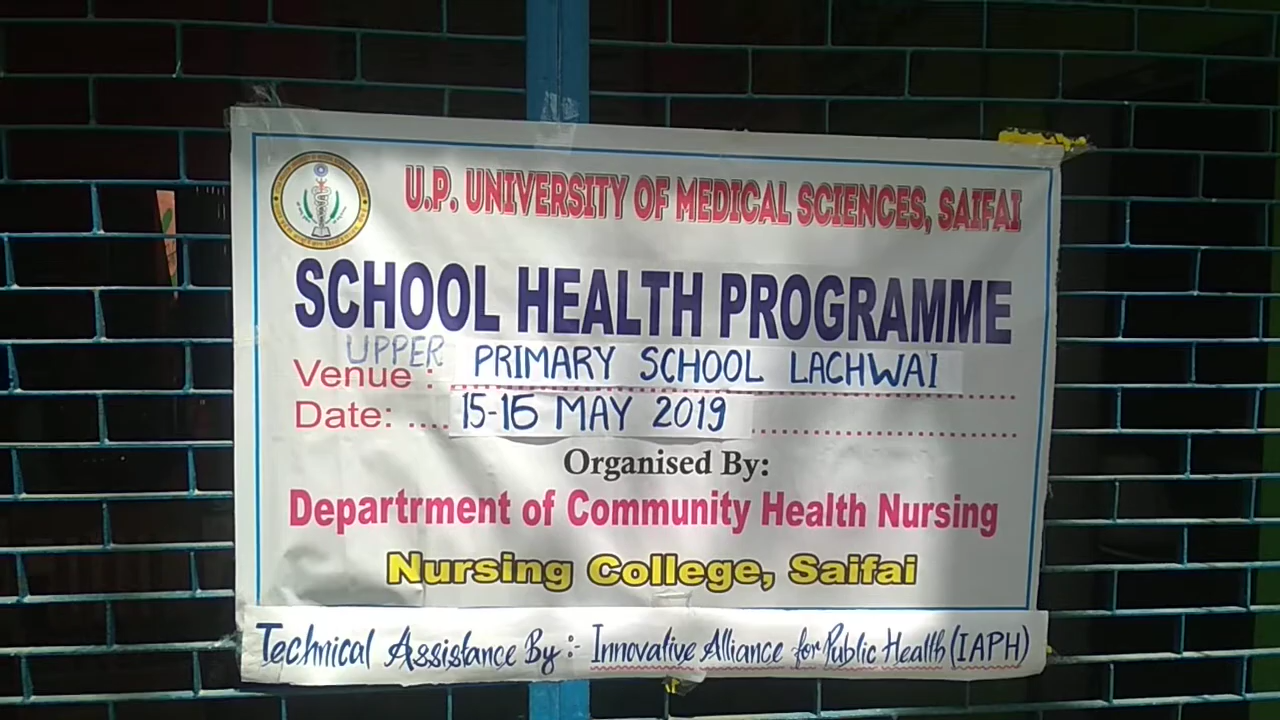 U.P. UNIVERSITY OF MEDICAL SCIENCES, SAIFAI
SCHOOL HEALTH PROGRAMME
UPPER
Venue : PRIMARY SCHOOL LACHWAI
Date: .... 15-16 MAY 2019
Organised By:
Departrment of Community Health Nursing
Nursing College, Saifai
Technical Assistance By:- Innovative Alliance for Public Health (IAPH)